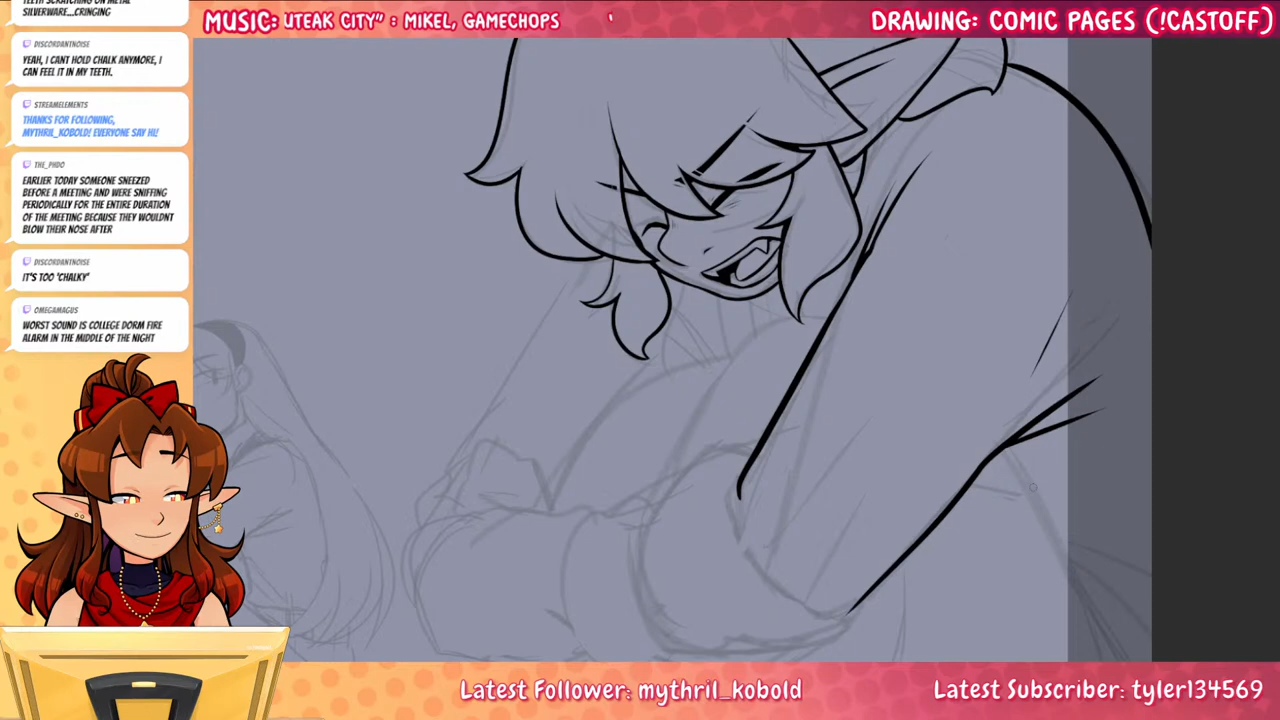 TEETH SCRATCHING ON METAL
SILVERWARE...CRINGING
DISCORDANTNOISE
YEAH, I CANT HOLD CHALK ANYMORE, I
CAN FEEL IT IN MY TEETH.
STREAMELEMENTS
THANKS FOR FOLLOWING,
MYTHRIL_KOBOLD! EVERYONE SAY HI!
THE_PHDO
EARLIER TODAY SOMEONE SNEEZED
BEFORE A MEETING AND WERE SNIFFING
PERIODICALLY FOR THE ENTIRE DURATION
OF THE MEETING BECAUSE THEY WOULDNT
BLOW THEIR NOSE AFTER
DISCORDANTNOISE
IT'S TOO 'CHALKY'
OMEGAMAGUS
WORST SOUND IS COLLEGE DORM FIRE
ALARM IN THE MIDDLE OF THE NIGHT
MUSIC: UTEAK CITY" : MIKEL, GAMECHOPS
DRAWING: COMIC PAGES (!CASTOFF)
Latest Follower: mythril_kobold
Latest Subscriber: tyler134569